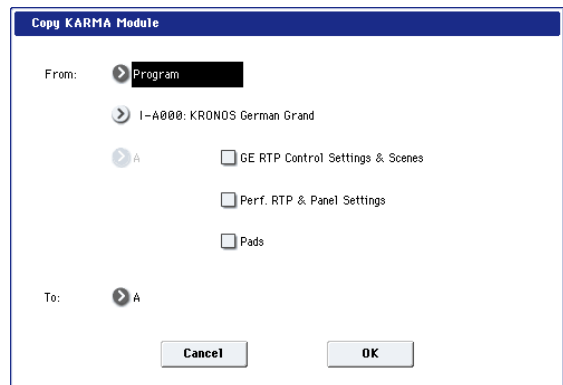 Copy KARMA Module
From: Program
I-A000: KRONOS German Grand
A GE RTP Control Settings & Scenes
Perf. RTP & Panel Settings
Pads
To: A
Cancel OK